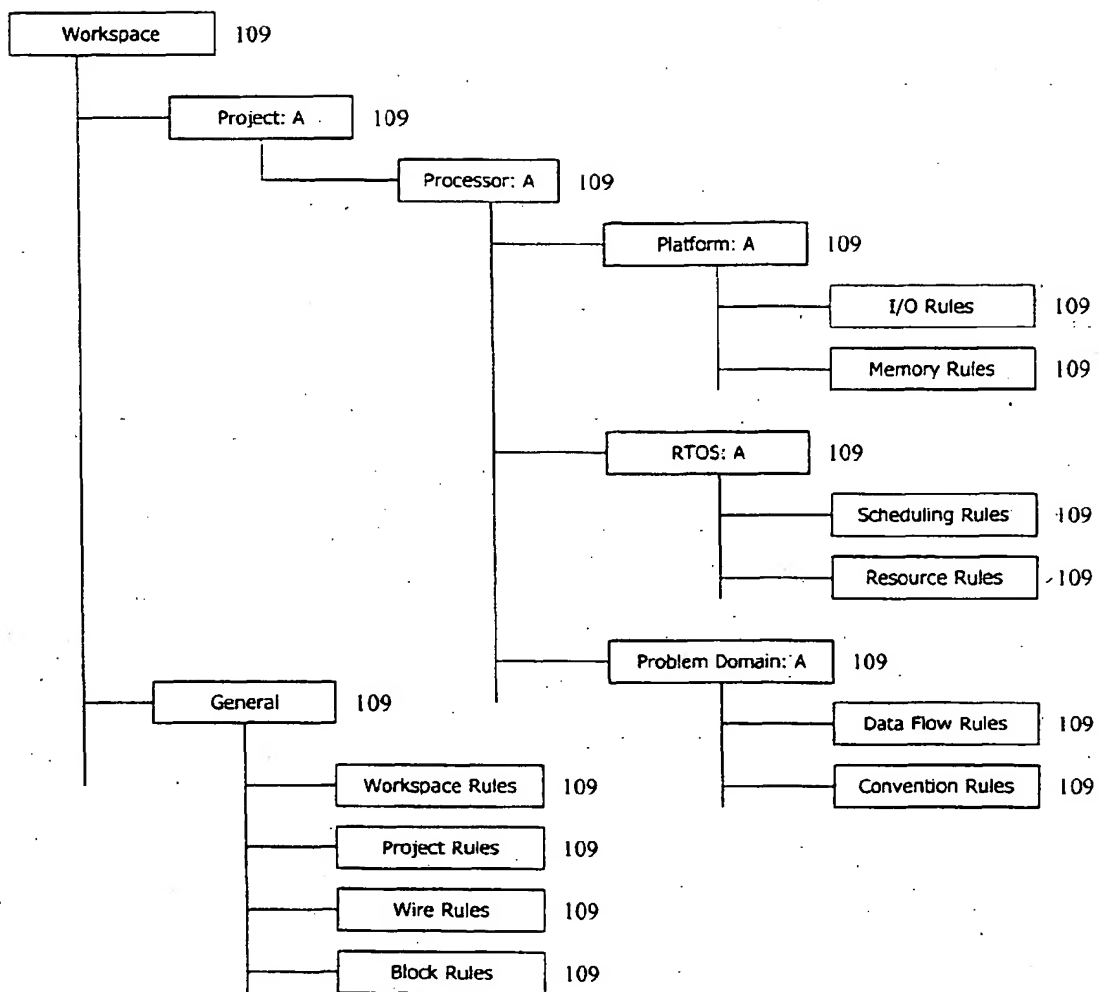 Workspace 109
Project: A 109
Processor: A 109
Platform: A 109
I/O Rules 109
Memory Rules 109
RTOS: A 109
Scheduling Rules 109
Resource Rules 109
Problem Domain: A 109
General 109
Data Flow Rules 109
Workspace Rules 109
Convention Rules 109
Project Rules 109
Wire Rules 109
Block Rules 109